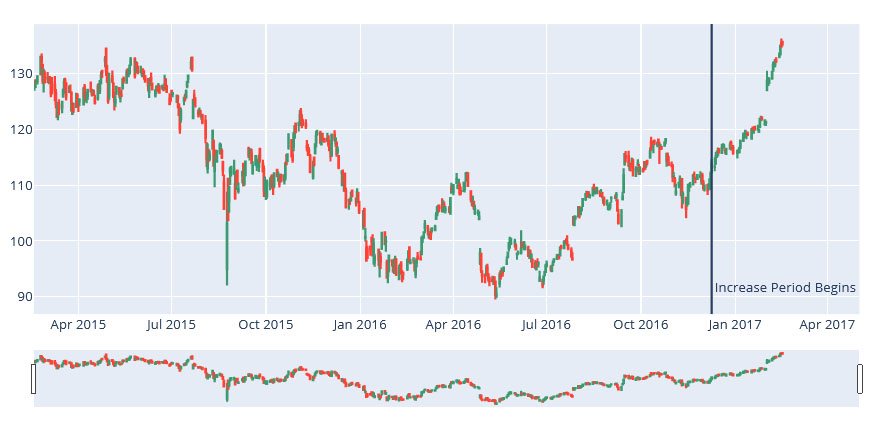 130
120
110
100
90
Increase Period Begins
Apr 2015
Jul 2015
Oct 2015
Jan 2016
Apr 2016
Jul 2016
Oct 2016
Jan 2017
Apr 2017